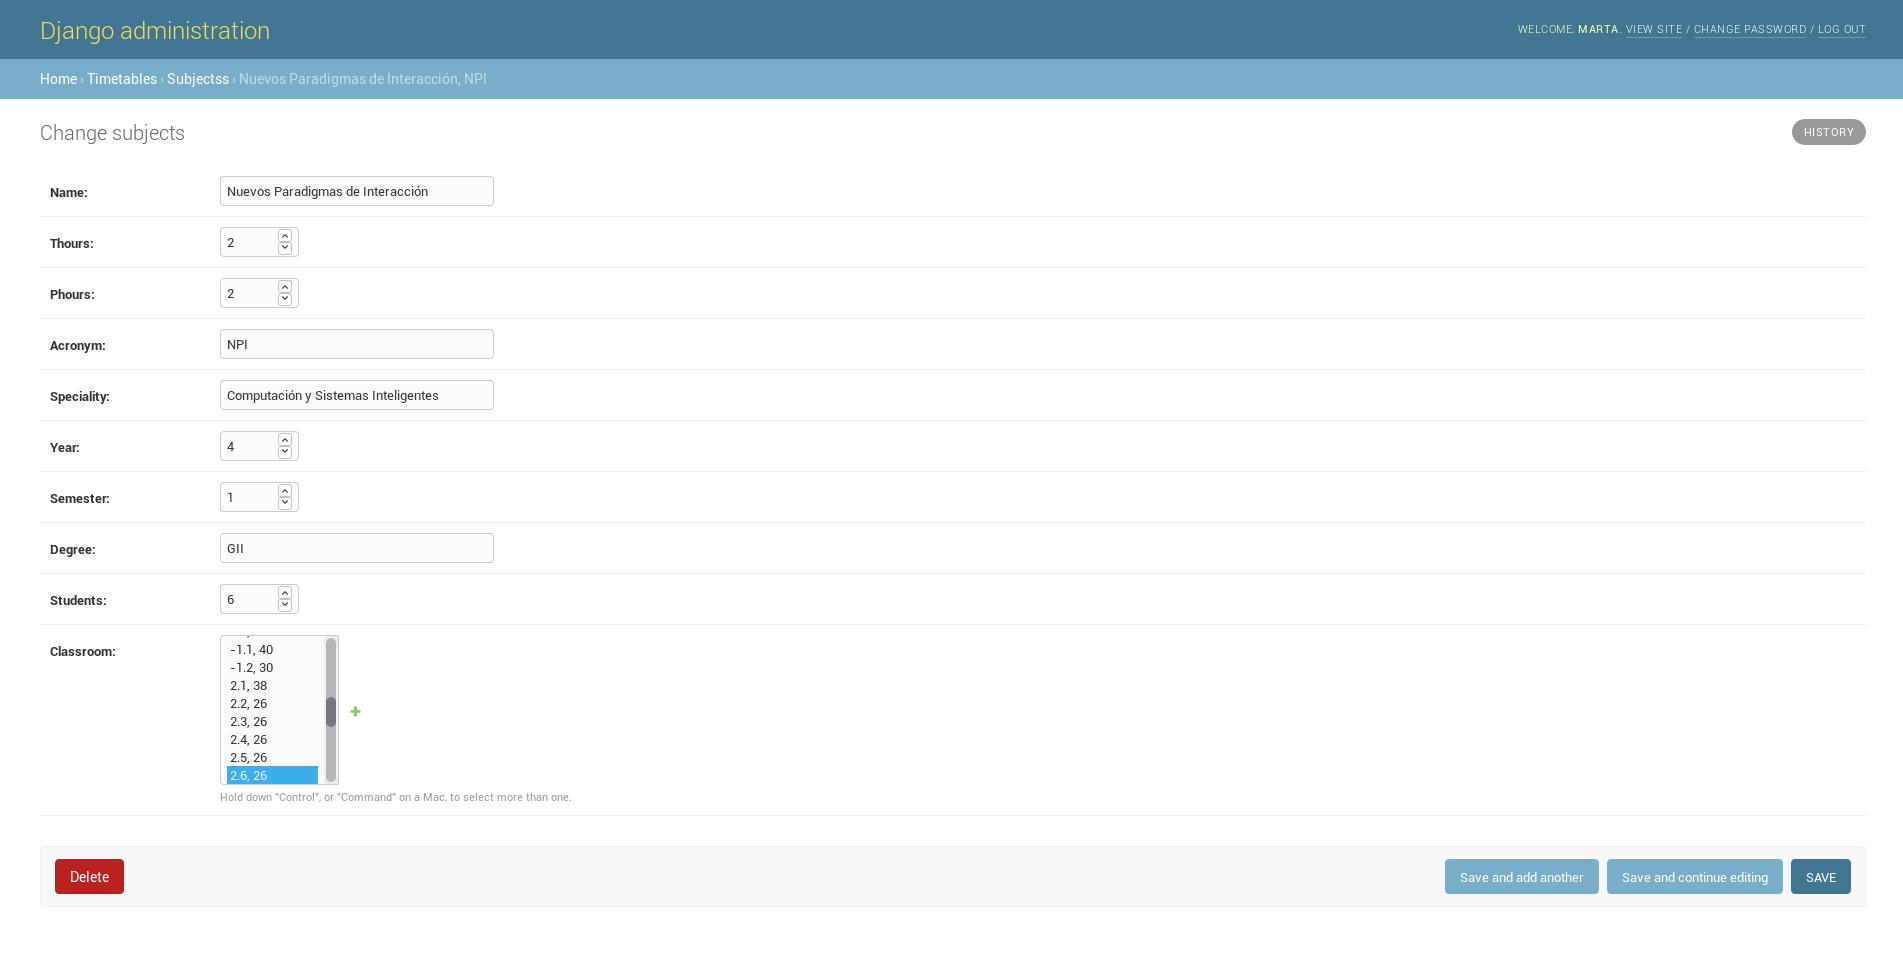 Django administration
WELCOME, MARTA. VIEW SITE / CHANGE PASSWORD / LOG OUT
Home › Timetables › Subjectss › Nuevos Paradigmas de Interacción, NPI
Change subjects
HISTORY
Name: Nuevos Paradigmas de Interacción
Thours: 2
Phours: 2
Acronym: NPI
Speciality: Computación y Sistemas Inteligentes
Year: 4
Semester: 1
Degree: GII
Students: 6
Classroom:
-1.1, 40
-1.2, 30
2.1, 38
2.2, 26
2.3, 26
2.4, 26
2.5, 26
2.6, 26
Hold down "Control", or "Command" on a Mac, to select more than one.
Delete
Save and add another
Save and continue editing
SAVE